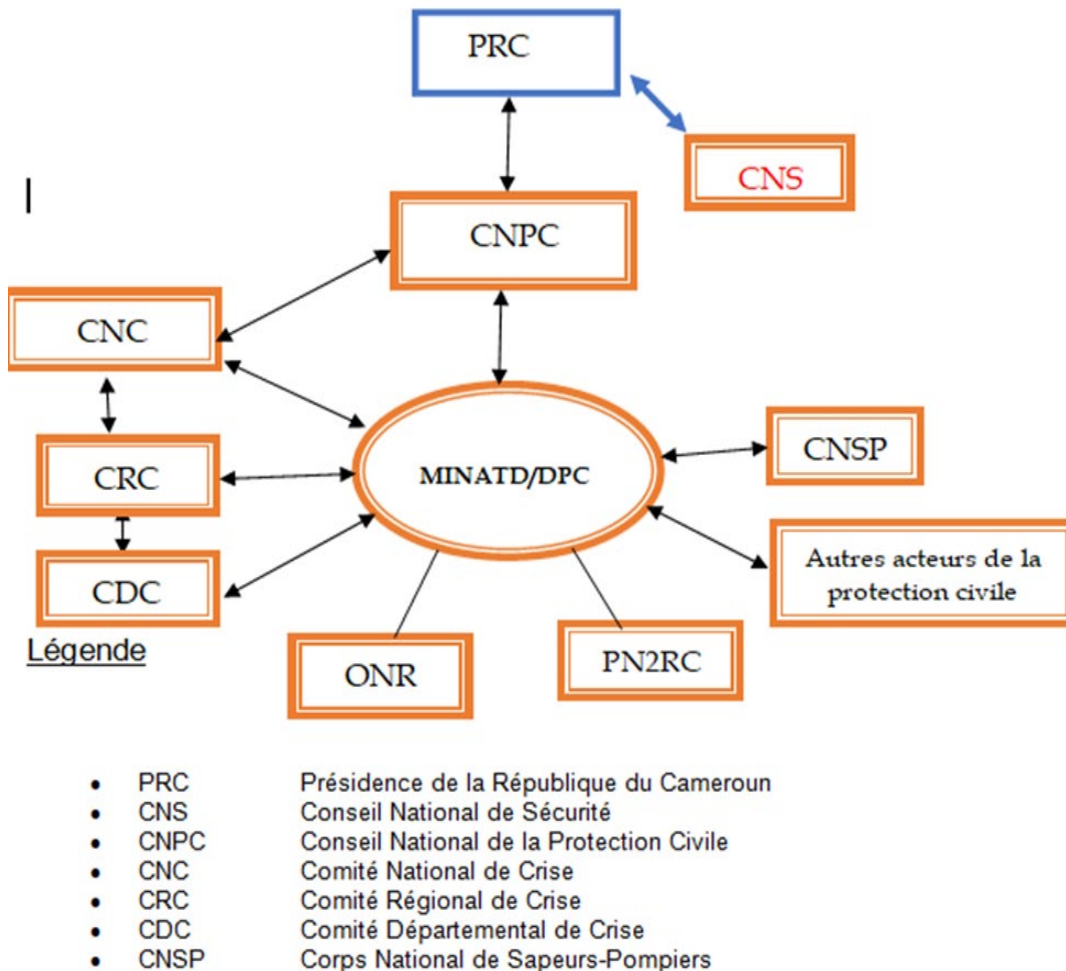 PRC
CNS
CNPC
CNC
CRC
MINATD/DPC
CNSP
CDC
Autres acteurs de la
protection civile
Légende
ONR
PN2RC
• PRC Présidence de la République du Cameroun
• CNS Conseil National de Sécurité
• CNPC Conseil National de la Protection Civile
• CNC Comité National de Crise
• CRC Comité Régional de Crise
• CDC Comité Départemental de Crise
• CNSP Corps National de Sapeurs-Pompiers